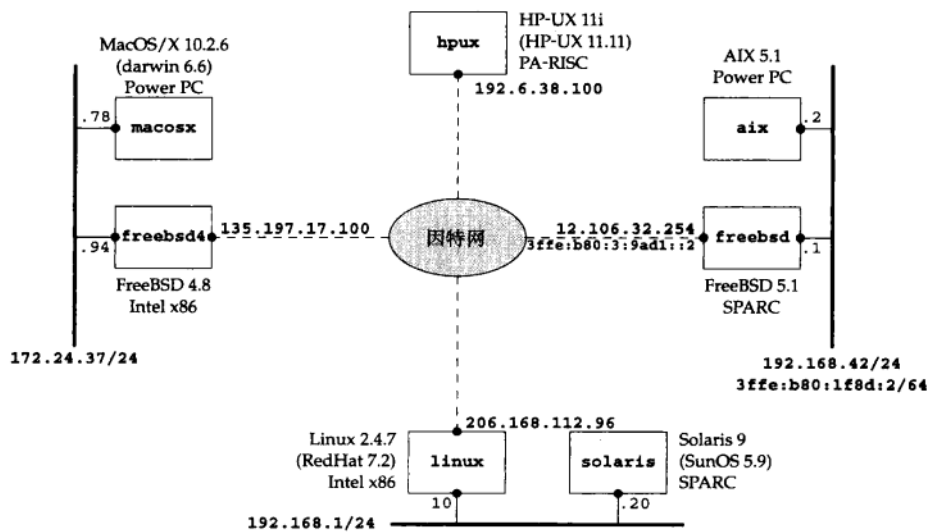 HP-UX 11i
(HP-UX 11.11)
PA-RISC
hpux
192.6.38.100
MacOS/X 10.2.6
(darwin 6.6)
Power PC
.78
macosx
AIX 5.1
Power PC
aix
.2
135.197.17.100
freebsd4
.94
FreeBSD 4.8
Intel x86
172.24.37/24
因特网
12.106.32.254
3ffe:b80:3:9ad1::2
freebsd
.1
FreeBSD 5.1
SPARC
192.168.42/24
3ffe:b80:1f8d:2/64
206.168.112.96
Linux 2.4.7
(RedHat 7.2)
Intel x86
linux
10
solaris
.20
Solaris 9
(SunOS 5.9)
SPARC
192.168.1/24